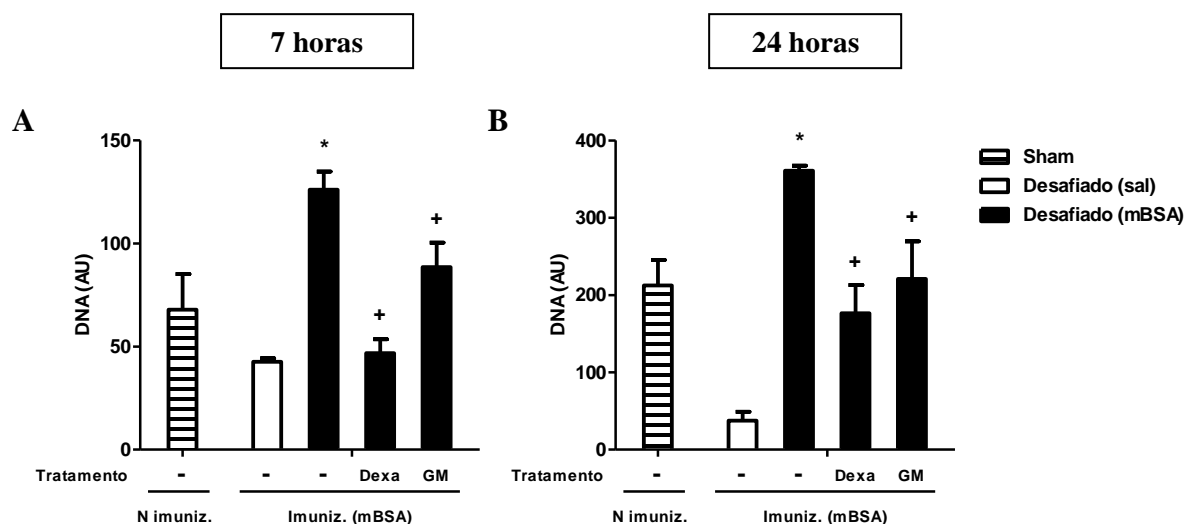 7 horas
24 horas
A
B
150
100
50
0
DNA (AU)
*
+
+
Tratamento
-
-
-
Dexa
GM
N imuniz.
Imuniz. (mBSA)
400
300
200
100
0
DNA (AU)
*
+
+
-
-
-
Dexa
GM
N imuniz.
Imuniz. (mBSA)
Sham
Desafiado (sal)
Desafiado (mBSA)